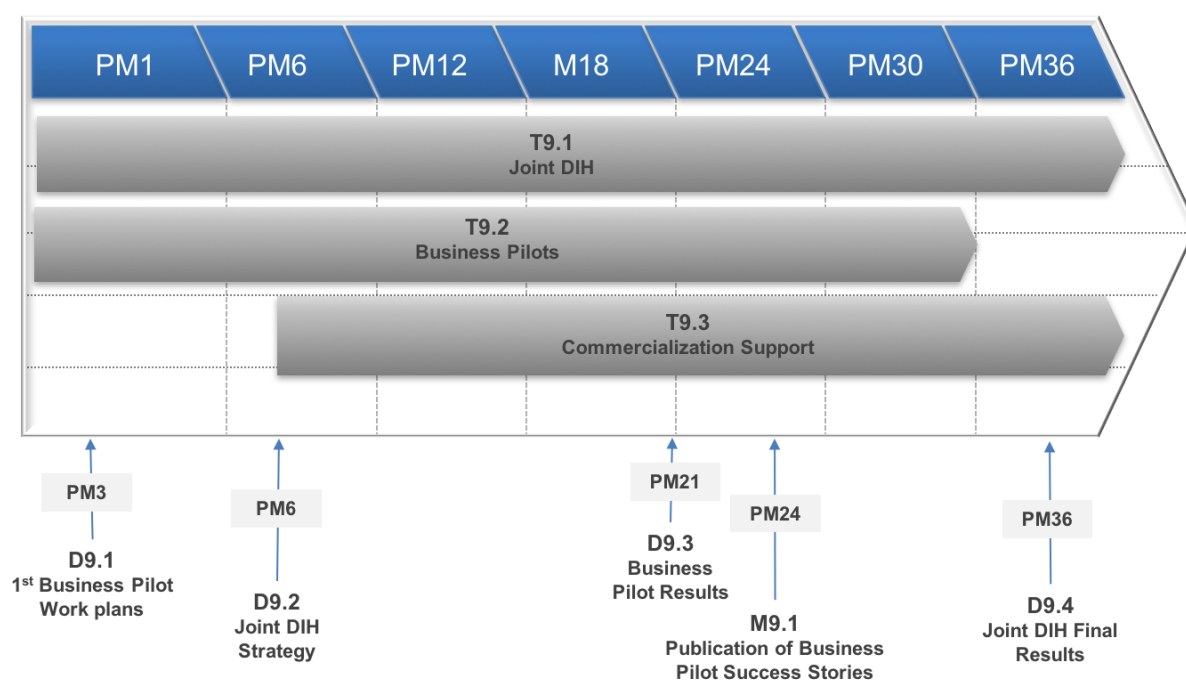 PM1
PM6
PM12
M18
PM24
PM30
PM36
T9.1
Joint DIH
T9.2
Business Pilots
T9.3
Commercialization Support
PM3
D9.1
1st Business Pilot
Work plans
PM6
D9.2
Joint DIH
Strategy
PM21
D9.3
Business
Pilot Results
PM24
M9.1
Publication of Business
Pilot Success Stories
PM36
D9.4
Joint DIH Final
Results